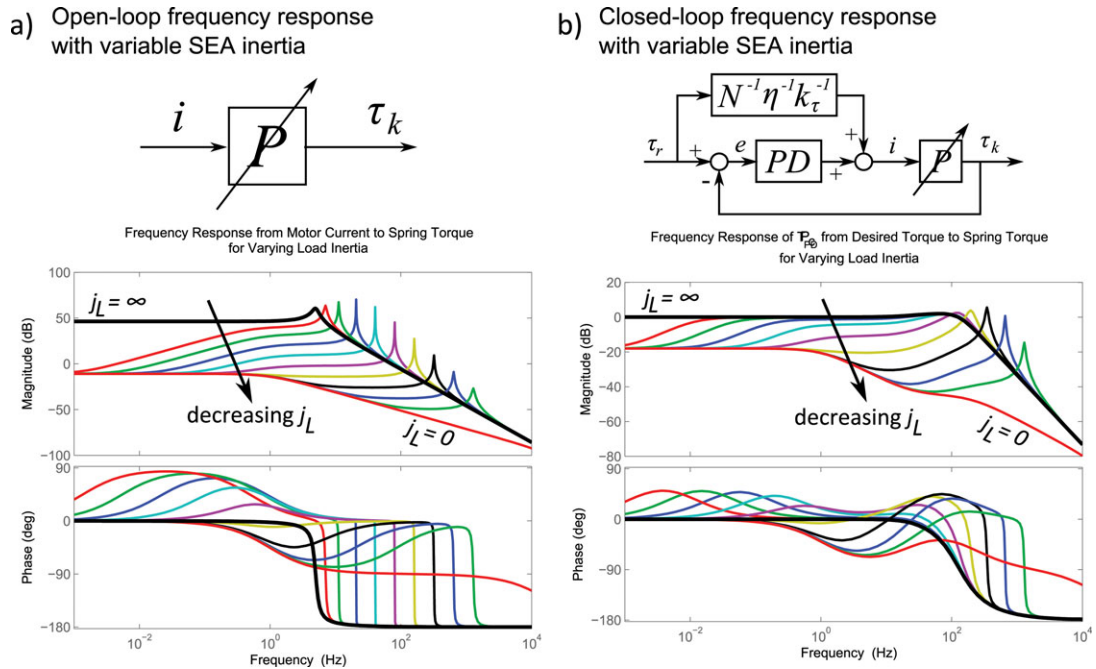 a) Open-loop frequency response
with variable SEA inertia
i
P
τk
Frequency Response from Motor Current to Spring Torque
for Varying Load Inertia
100
50
0
−50
−100
Magnitude (dB)
jL = ∞
decreasing jL
jL = 0
90
0
−90
−180
Phase (deg)
10⁻² 10⁰ 10² 10⁴
Frequency (Hz)
b) Closed-loop frequency response
with variable SEA inertia
N⁻¹η⁻¹kτ⁻¹
τr + e PD + + i P τk
-
Frequency Response of from Desired Torque to Spring Torque
for Varying Load Inertia
20
0
−20
−40
−60
−80
Magnitude (dB)
jL = ∞
decreasing jL
jL = 0
90
0
−90
−180
Phase (deg)
10⁻² 10⁰ 10² 10⁴
Frequency (Hz)